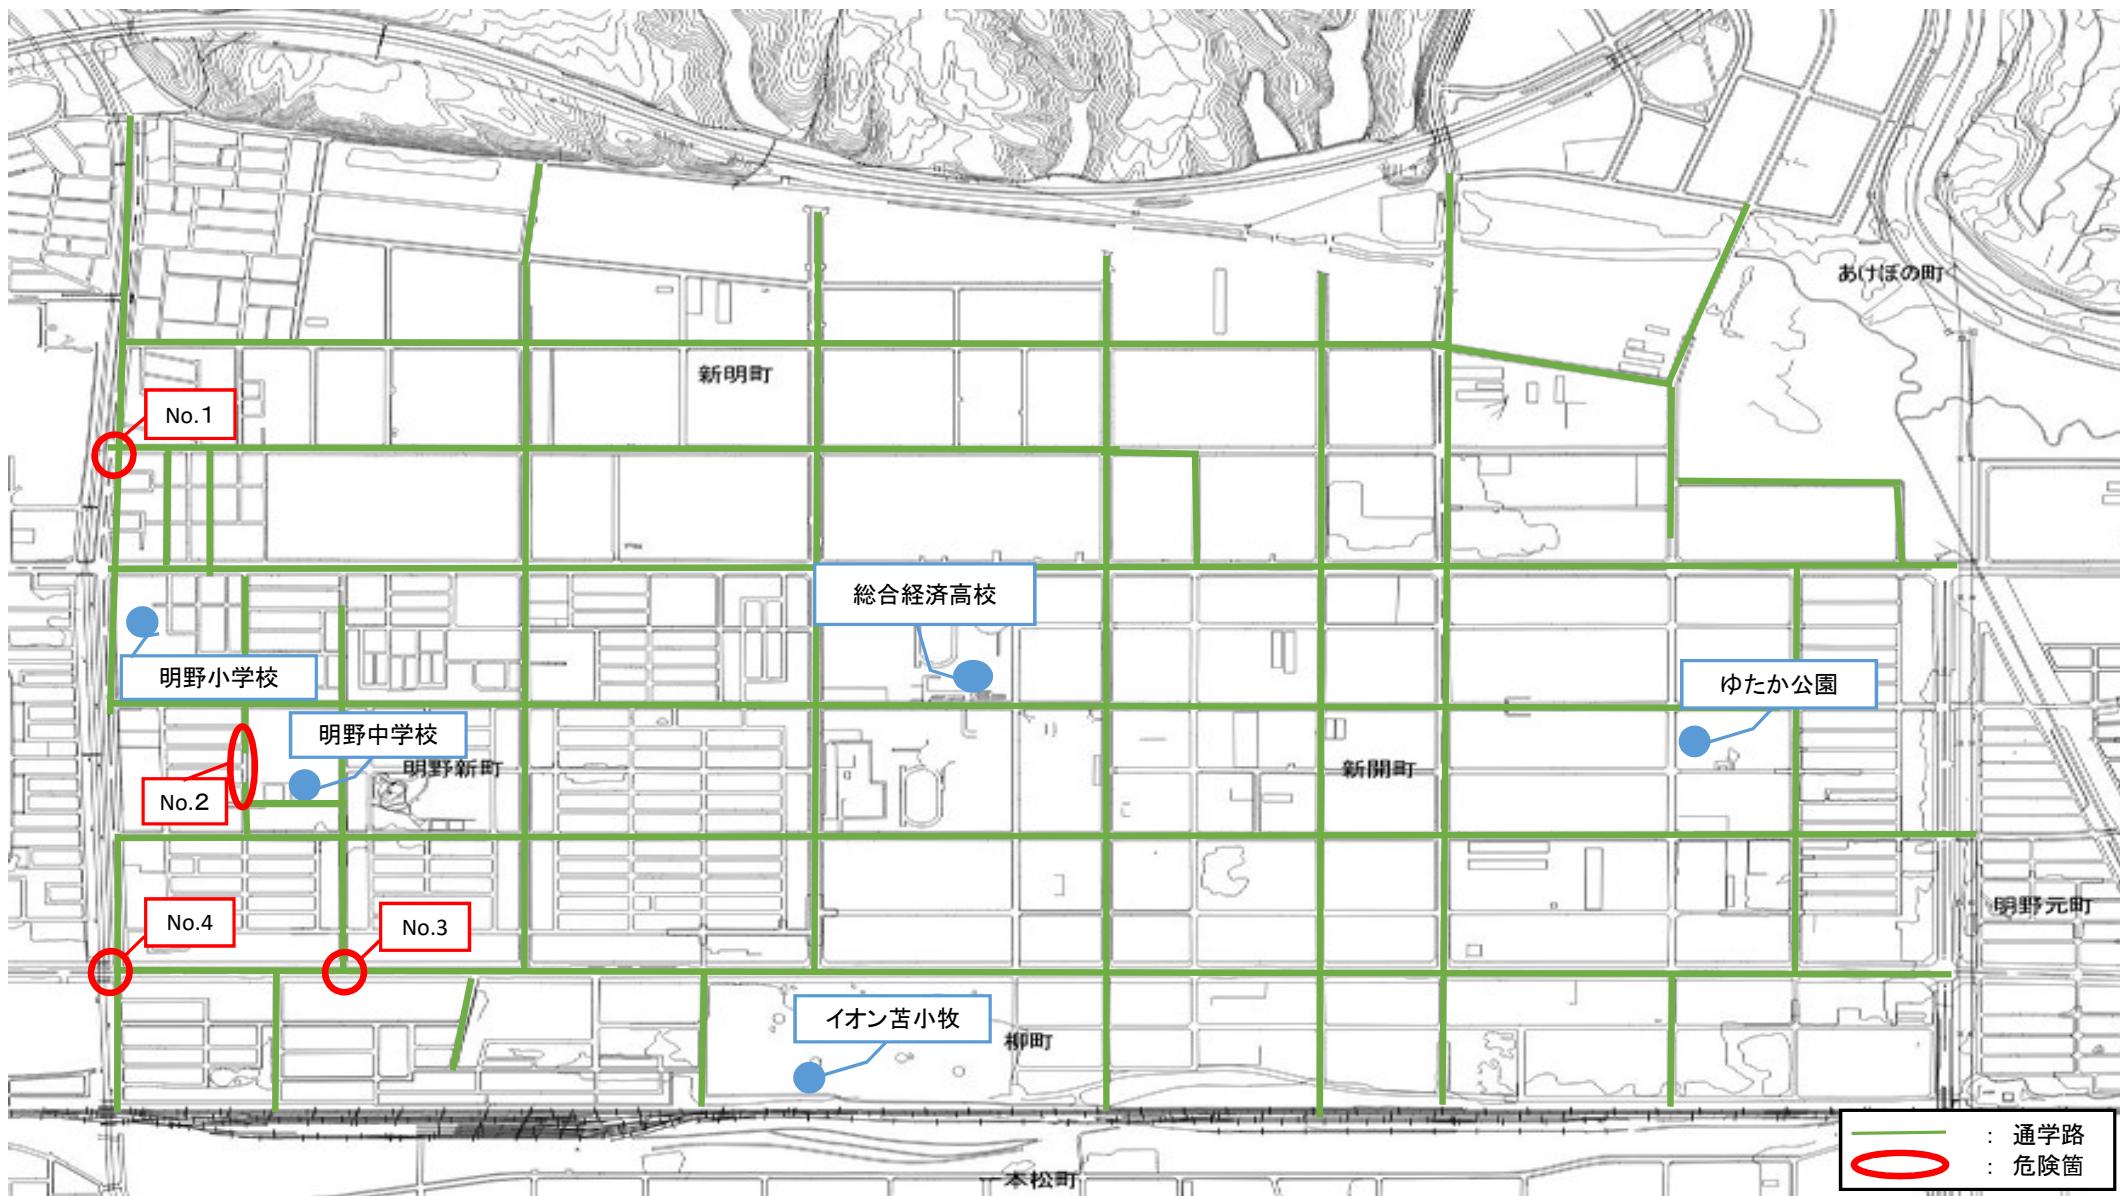 あけぼの町
新明町
No.1
総合経済高校
明野小学校
ゆたか公園
明野中学校
明野新町
新開町
No.2
明野元町
No.4
No.3
イオン苫小牧
柳町
: 通学路
: 危険箇
一本松町